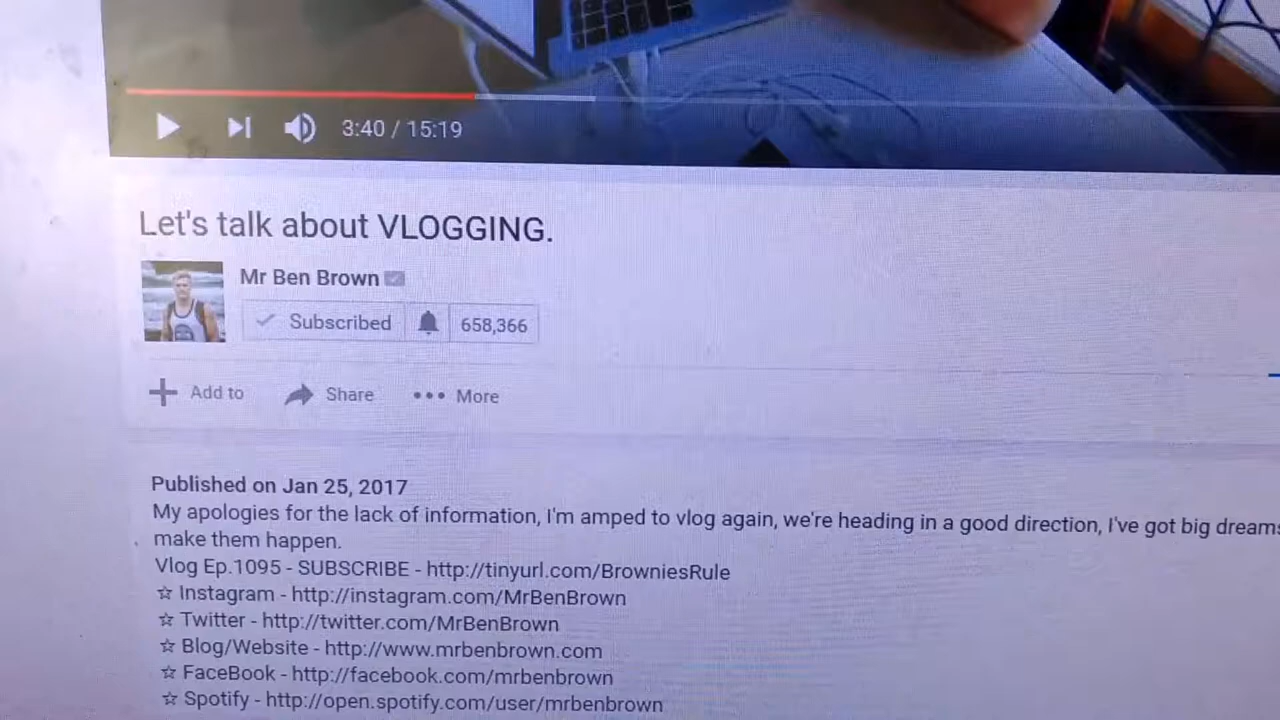 3:40 / 15:19
Let's talk about VLOGGING.
Mr Ben Brown
Subscribed 658,366
Add to Share More
Published on Jan 25, 2017
My apologies for the lack of information, I'm amped to vlog again, we're heading in a good direction, I've got big dreams
make them happen.
Vlog Ep.1095 - SUBSCRIBE - http://tinyurl.com/BrowniesRule
☆ Instagram - http://instagram.com/MrBenBrown
☆ Twitter - http://twitter.com/MrBenBrown
☆ Blog/Website - http://www.mrbenbrown.com
☆ FaceBook - http://facebook.com/mrbenbrown
☆ Spotify - http://open.spotify.com/user/mrbenbrown